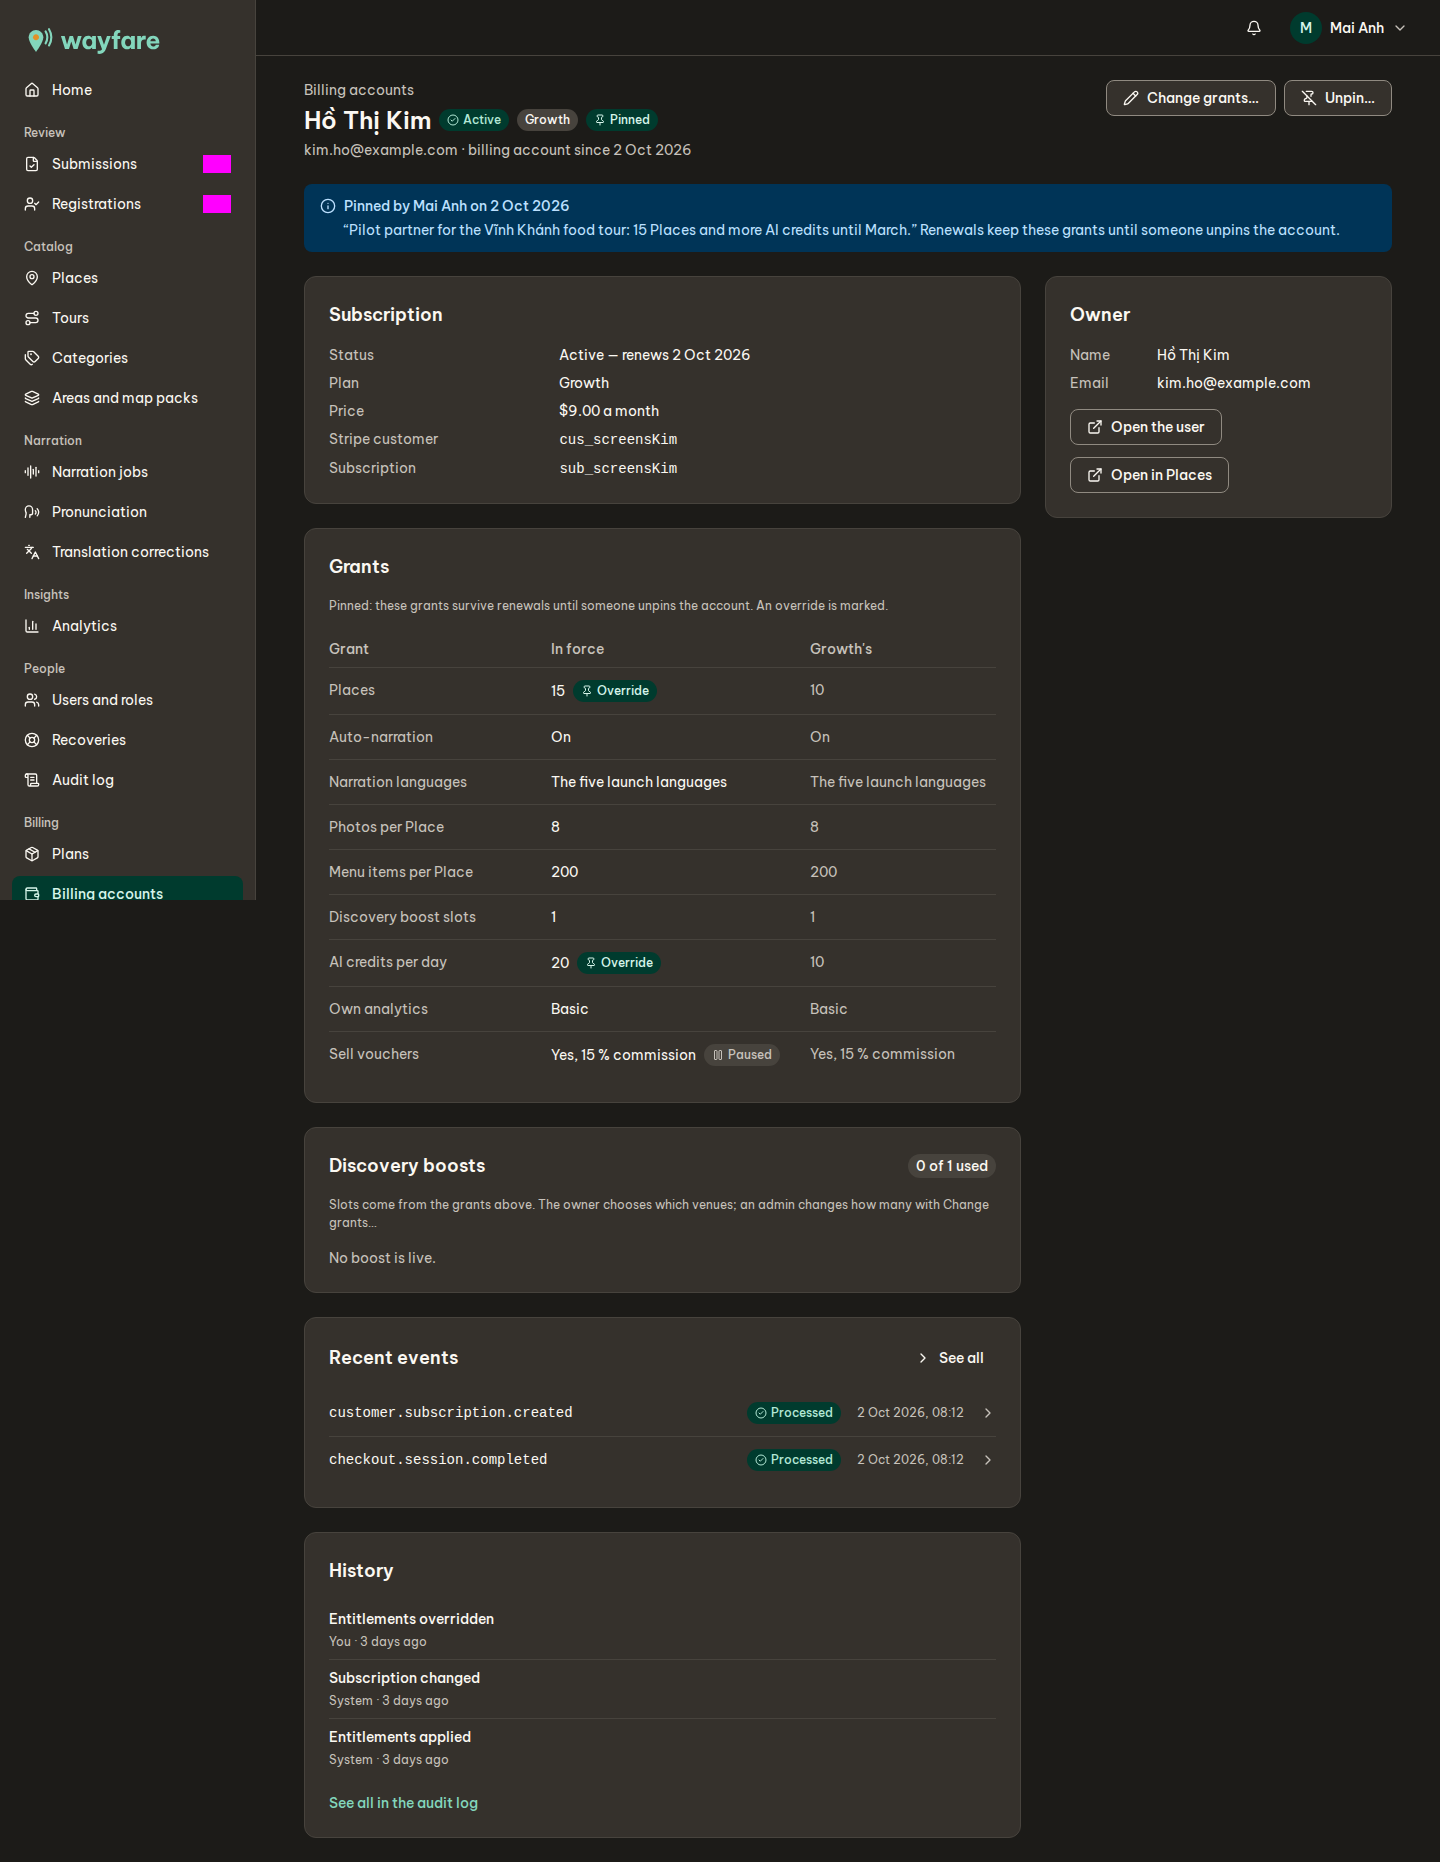 wayfare
Mai Anh
M
Home
Review
Submissions
Registrations
Catalog
Places
Tours
Categories
Areas and map packs
Narration
Narration jobs
Pronunciation
Translation corrections
Insights
Analytics
People
Users and roles
Recoveries
Audit log
Billing
Plans
Billing accounts
Billing accounts
Hồ Thị Kim Active Growth Pinned
kim.ho@example.com · billing account since 2 Oct 2026
Change grants... Unpin...
Pinned by Mai Anh on 2 Oct 2026
“Pilot partner for the Vĩnh Khánh food tour: 15 Places and more AI credits until March.” Renewals keep these grants until someone unpins the account.
Subscription
Status Active — renews 2 Oct 2026
Plan Growth
Price $9.00 a month
Stripe customer cus_screensKim
Subscription sub_screensKim
Owner
Name Hồ Thị Kim
Email kim.ho@example.com
Open the user
Open in Places
Grants
Pinned: these grants survive renewals until someone unpins the account. An override is marked.
Grant In force Growth's
Places 15 Override 10
Auto-narration On On
Narration languages The five launch languages The five launch languages
Photos per Place 8 8
Menu items per Place 200 200
Discovery boost slots 1 1
AI credits per day 20 Override 10
Own analytics Basic Basic
Sell vouchers Yes, 15 % commission Paused Yes, 15 % commission
Discovery boosts 0 of 1 used
Slots come from the grants above. The owner chooses which venues; an admin changes how many with Change
grants...
No boost is live.
Recent events See all
customer.subscription.created Processed 2 Oct 2026, 08:12
checkout.session.completed Processed 2 Oct 2026, 08:12
History
Entitlements overridden
You · 3 days ago
Subscription changed
System · 3 days ago
Entitlements applied
System · 3 days ago
See all in the audit log